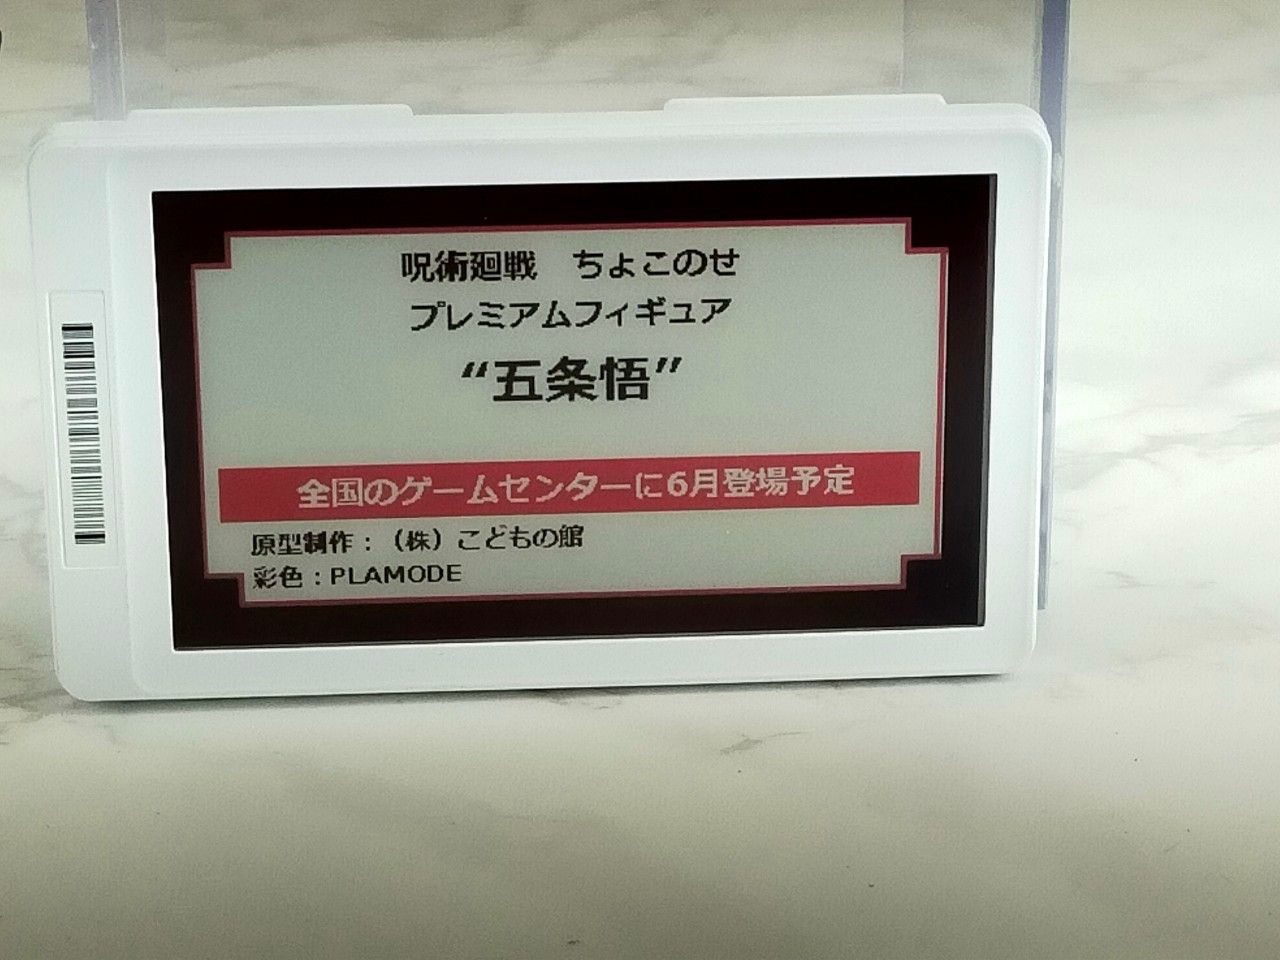 呪術廻戦　ちょこのせ
プレミアムフィギュア
“五条悟”
全国のゲームセンターに6月登場予定
原型制作：（株）こどもの館
彩色：PLAMODE